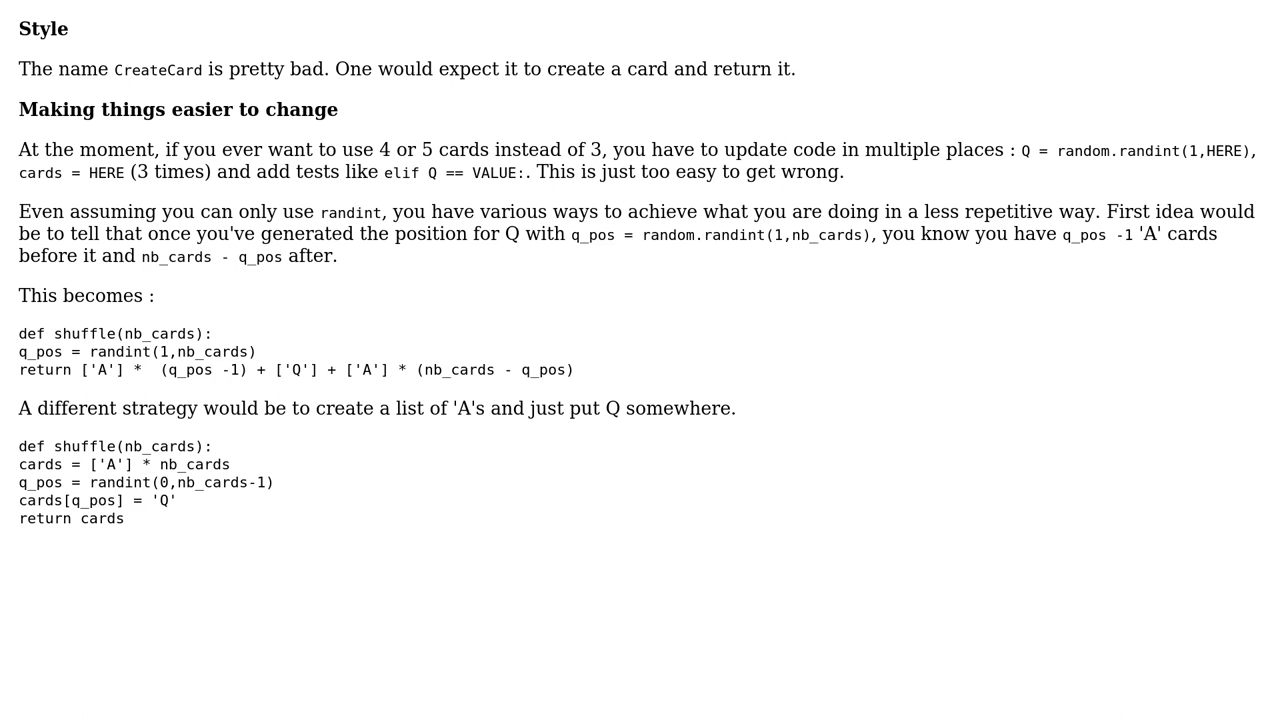 Style
The name CreateCard is pretty bad. One would expect it to create a card and return it.
Making things easier to change
At the moment, if you ever want to use 4 or 5 cards instead of 3, you have to update code in multiple places : Q = random.randint(1,HERE),
cards = HERE (3 times) and add tests like elif Q == VALUE:. This is just too easy to get wrong.
Even assuming you can only use randint, you have various ways to achieve what you are doing in a less repetitive way. First idea would
be to tell that once you've generated the position for Q with q_pos = random.randint(1,nb_cards), you know you have q_pos -1 'A' cards
before it and nb_cards - q_pos after.
This becomes :
def shuffle(nb_cards):
q_pos = randint(1,nb_cards)
return ['A'] *  (q_pos -1) + ['Q'] + ['A'] * (nb_cards - q_pos)
A different strategy would be to create a list of 'A's and just put Q somewhere.
def shuffle(nb_cards):
cards = ['A'] * nb_cards
q_pos = randint(0,nb_cards-1)
cards[q_pos] = 'Q'
return cards